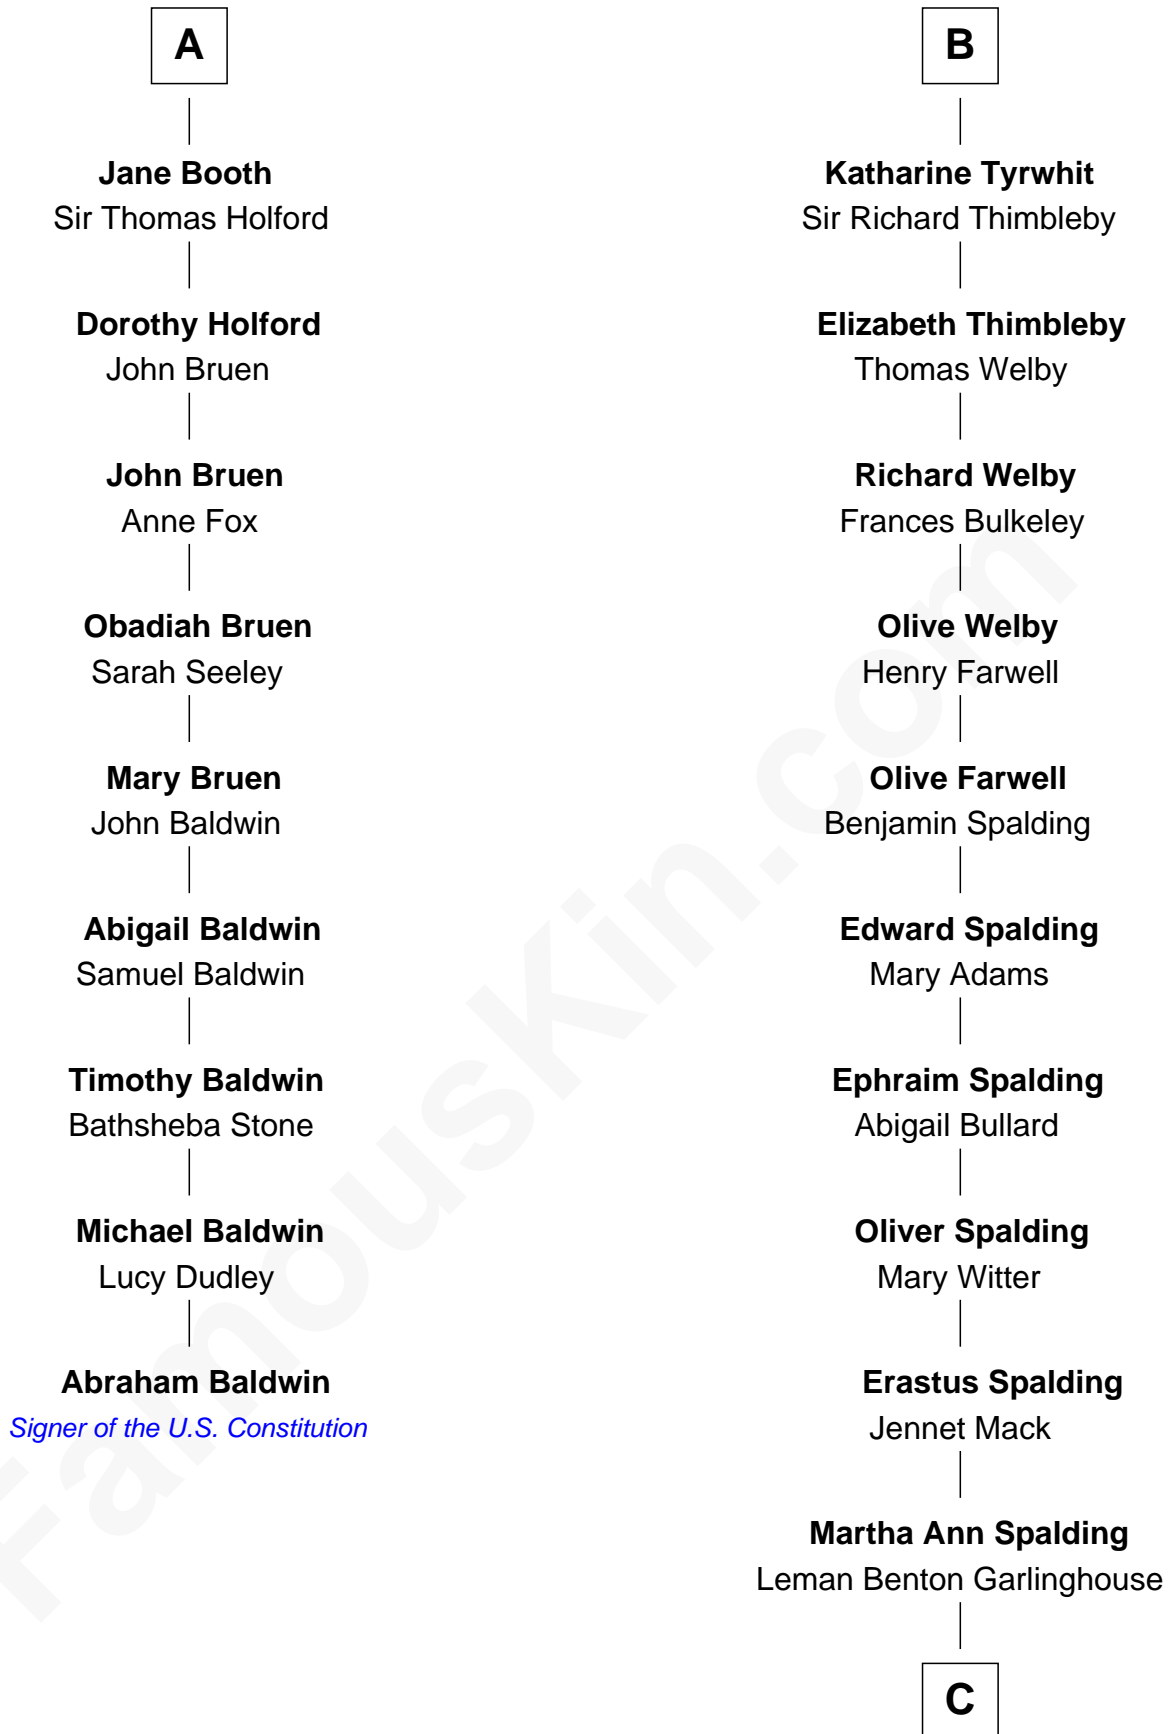 A
Jane Booth
Sir Thomas Holford
Dorothy Holford
John Bruen
John Bruen
Anne Fox
Obadiah Bruen
Sarah Seeley
Mary Bruen
John Baldwin
Abigail Baldwin
Samuel Baldwin
Timothy Baldwin
Bathsheba Stone
Michael Baldwin
Lucy Dudley
Abraham Baldwin
Signer of the U.S. Constitution
B
Katharine Tyrwhit
Sir Richard Thimbleby
Elizabeth Thimbleby
Thomas Welby
Richard Welby
Frances Bulkeley
Olive Welby
Henry Farwell
Olive Farwell
Benjamin Spalding
Edward Spalding
Mary Adams
Ephraim Spalding
Abigail Bullard
Oliver Spalding
Mary Witter
Erastus Spalding
Jennet Mack
Martha Ann Spalding
Leman Benton Garlinghouse
C
FamousKin.com